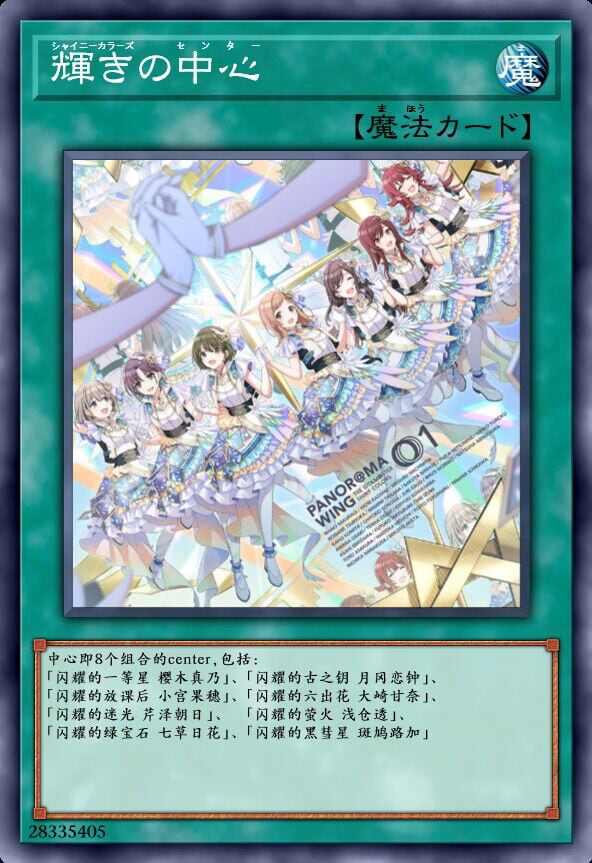 シャイニーカラーズ センター
輝きの中心
ま
魔
ま ほう
【魔法カード】
PANOR@MA
WING 01
THE IDOLM@STER
SHINY COLORS
中心即8个组合的center,包括:
「闪耀的一等星 樱木真乃」、「闪耀的古之钥 月冈恋钟」、
「闪耀的放课后 小宫果穗」、「闪耀的六出花 大崎甘奈」、
「闪耀的迷光 芹泽朝日」、 「闪耀的萤火 浅仓透」、
「闪耀的绿宝石 七草日花」、「闪耀的黑彗星 斑鸠路加」
28335405